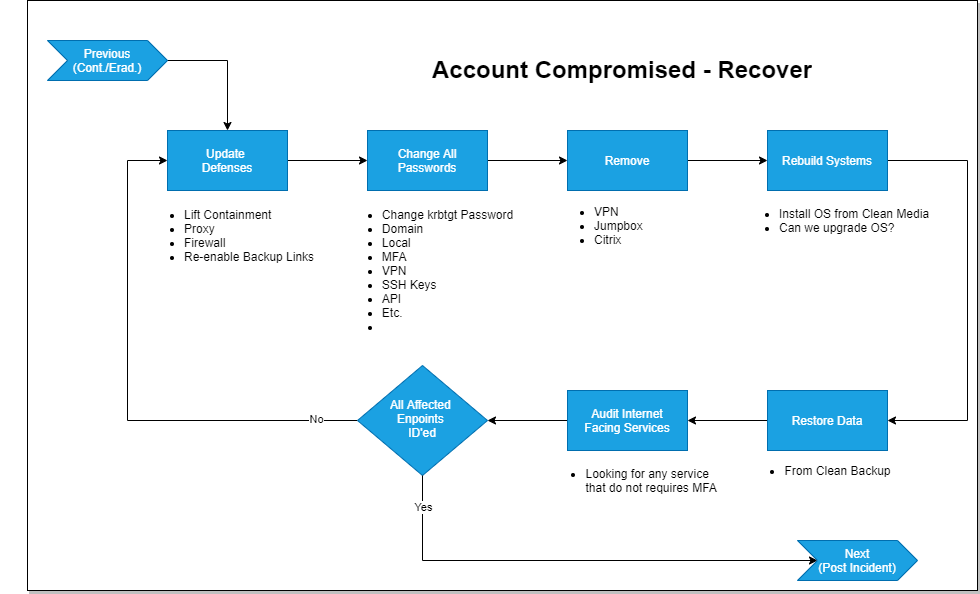 Previous
(Cont./Erad.)
Account Compromised - Recover
Update
Defenses
Change All
Passwords
Remove
Rebuild Systems
Lift Containment
Proxy
Firewall
Re-enable Backup Links
Change krbtgt Password
Domain
Local
MFA
VPN
SSH Keys
API
Etc.
VPN
Jumpbox
Citrix
Install OS from Clean Media
Can we upgrade OS?
All Affected
Enpoints
ID'ed
No
Yes
Audit Internet
Facing Services
Looking for any service
that do not requires MFA
Restore Data
From Clean Backup
Next
(Post Incident)